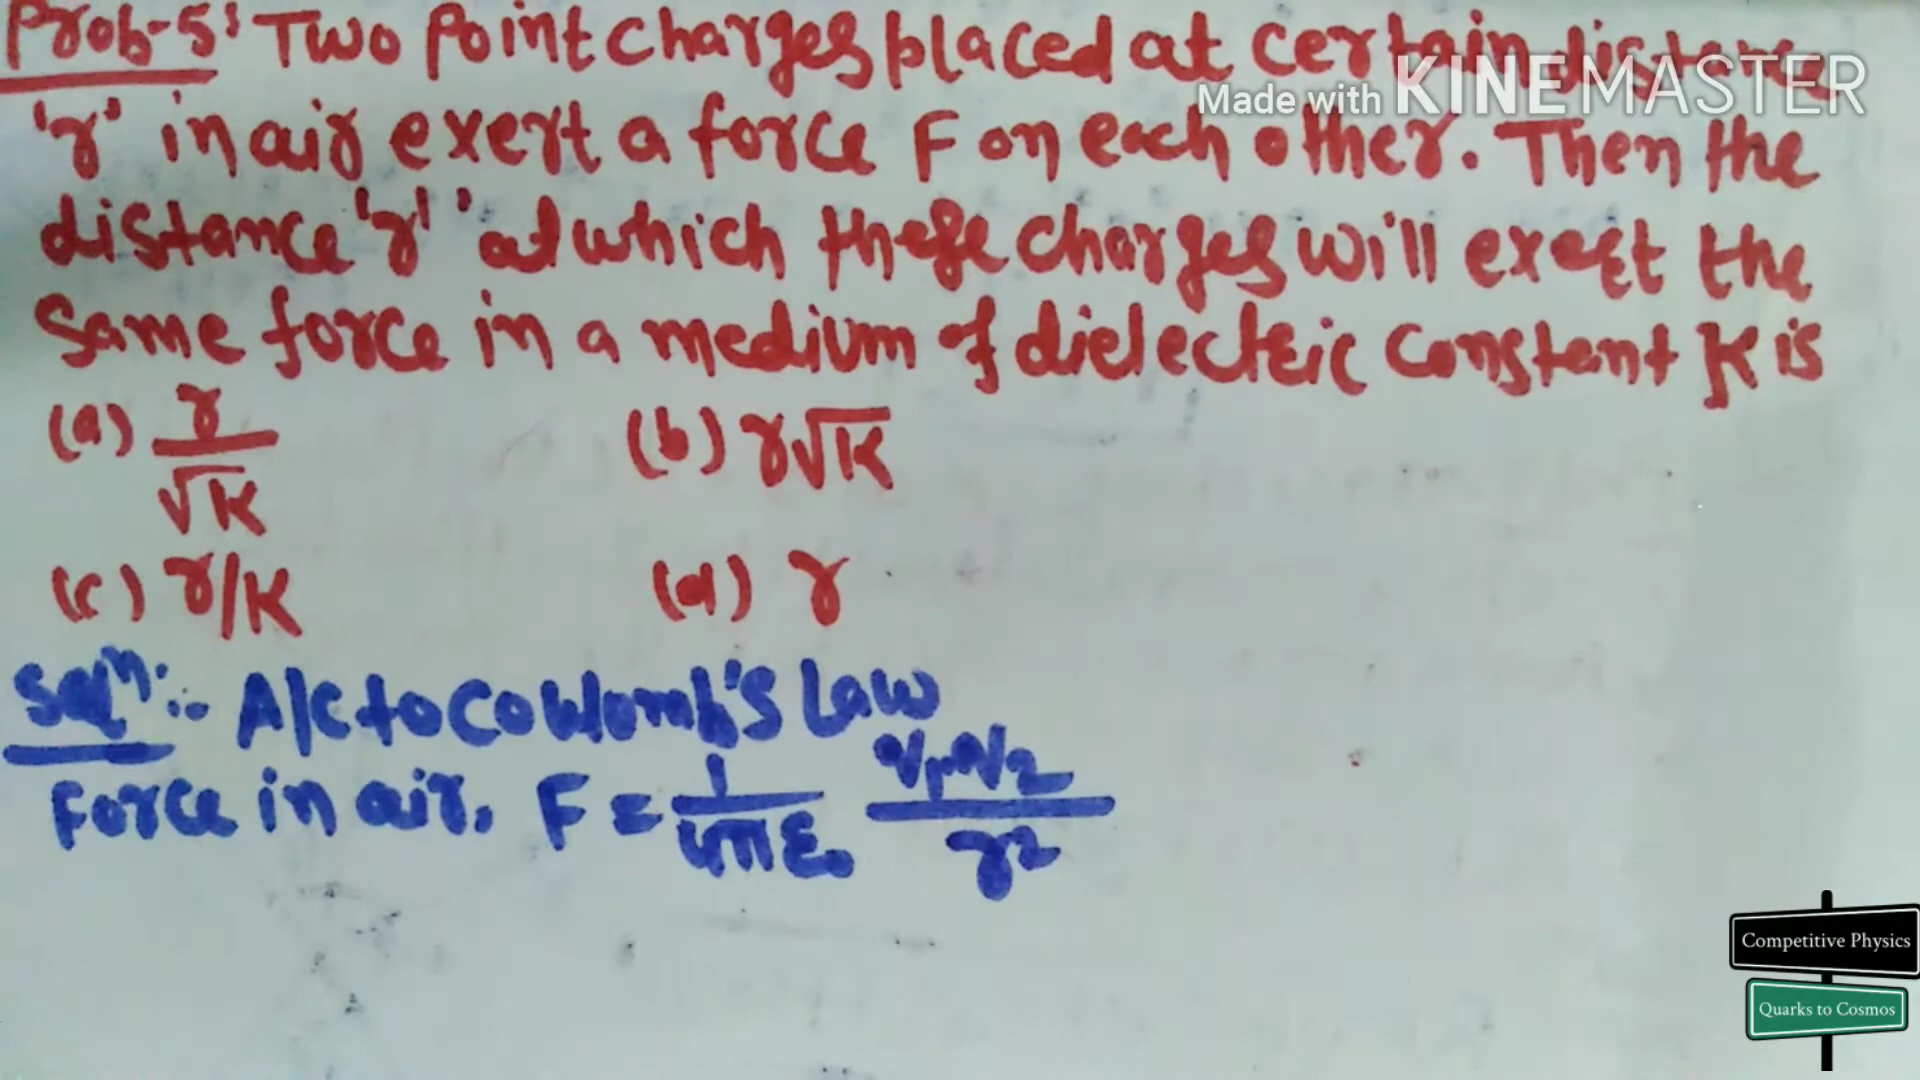 Prob-5: Two Point charges placed at certain distance
'r' in air exert a force F on each other. Then the
distance 'r'' at which these charges will exert the
same force in a medium of dielectric constant K is
(a) r/√K (b) r√K
(c) r/K (d) r
Solⁿ:- A/c to Coulomb's Law
Force in air, F = 1/4πε₀ q₁q₂/r²
Made with KINEMASTER
Competitive Physics
Quarks to Cosmos